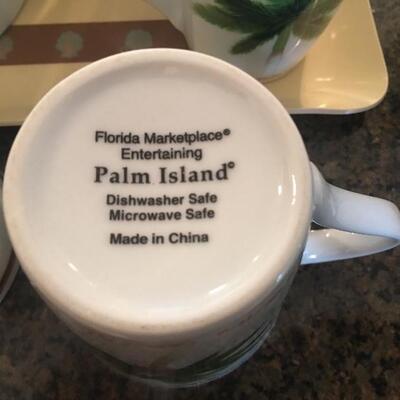 Florida Marketplace®
Entertaining
Palm Island©
Dishwasher Safe
Microwave Safe
Made in China